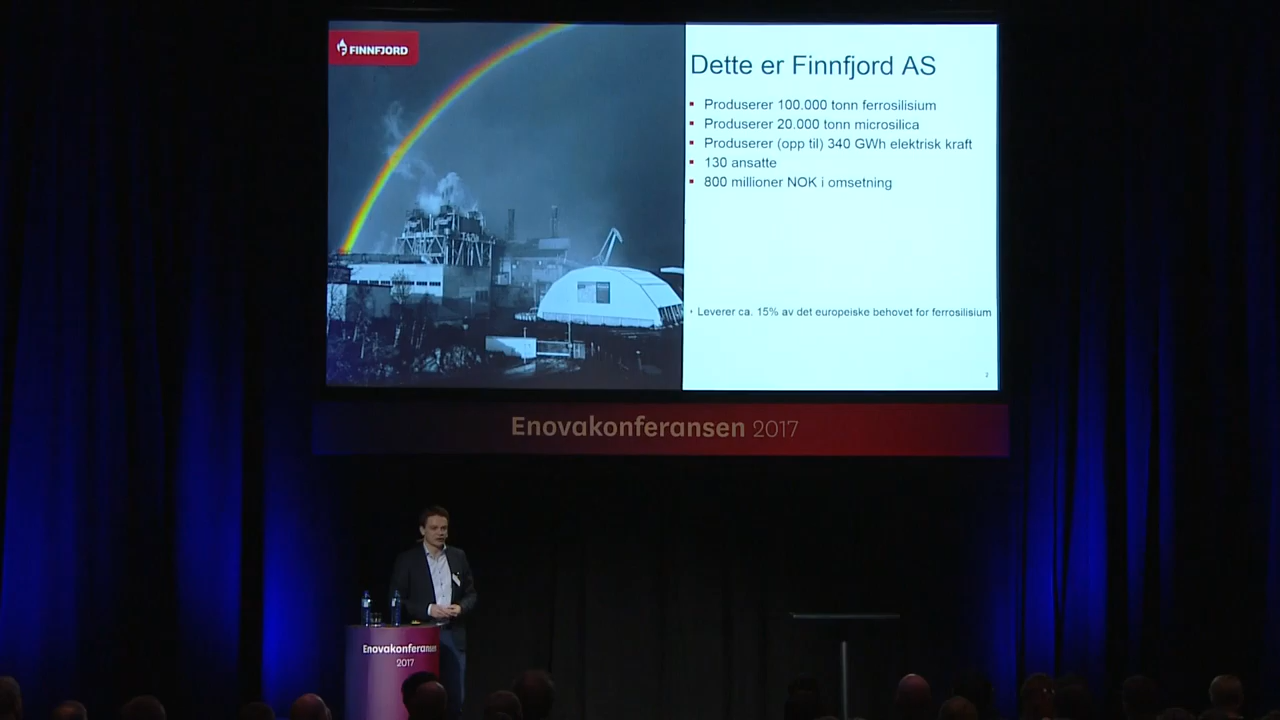 FINNFJORD
Dette er Finnfjord AS
Produserer 100.000 tonn ferrosilisium
Produserer 20.000 tonn microsilica
Produserer (opp til) 340 GWh elektrisk kraft
130 ansatte
800 millioner NOK i omsetning
Leverer ca. 15% av det europeiske behovet for ferrosilisium
2
Enovakonferansen 2017
Enovakonferansen
2017